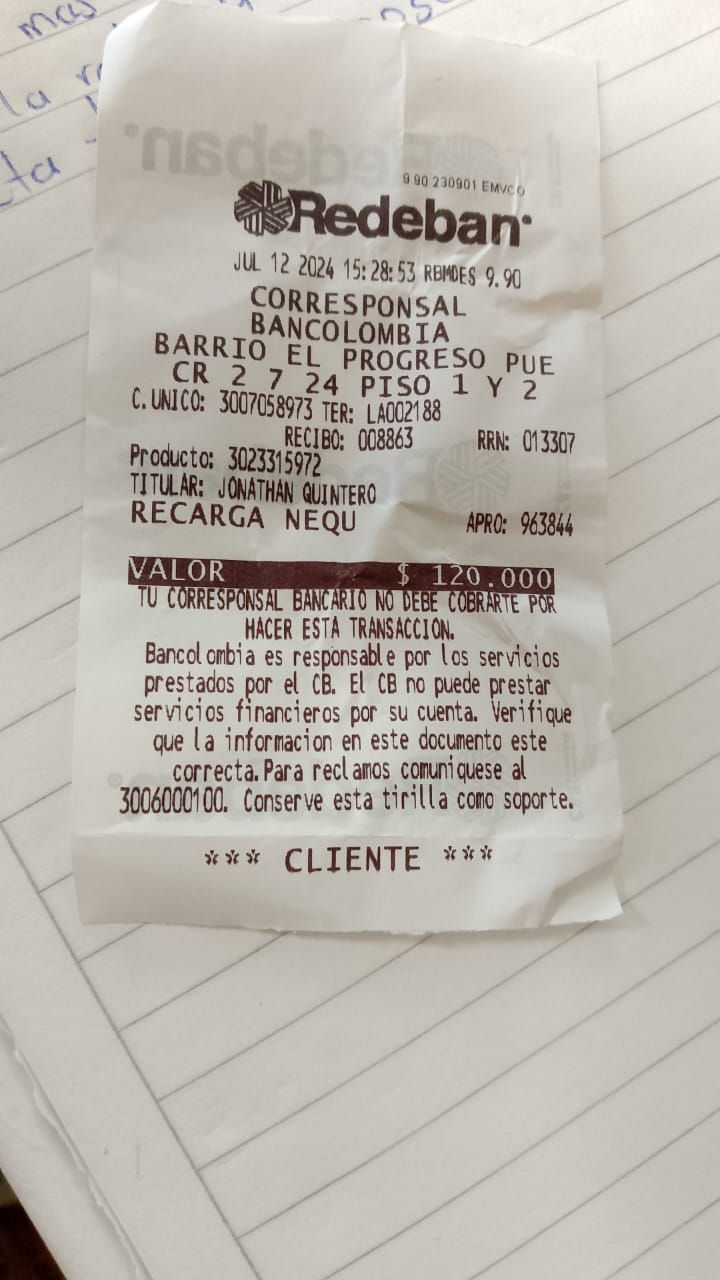 mas
la
9.90 230901 EMVCO
Redeban
JUL 12 2024 15:28:53 RBMDES 9.90
CORRESPONSAL
BANCOLOMBIA
BARRIO EL PROGRESO PUE
CR 2 7 24 PISO 1 Y 2
C.UNICO: 3007058973 TER: LA002188
RECIBO: 008863 RRN: 013307
Producto: 3023315972
TITULAR: JONATHAN QUINTERO
RECARGA NEQU APRO: 963844
VALOR $ 120.000
TU CORRESPONSAL BANCARIO NO DEBE COBRARTE POR
HACER ESTA TRANSACCION.
Bancolombia es responsable por los servicios
prestados por el CB. El CB no puede prestar
servicios financieros por su cuenta. Verifique
que la informacion en este documento este
correcta. Para reclamos comuniquese al
3006000100. Conserve esta tirilla como soporte.
*** CLIENTE ***